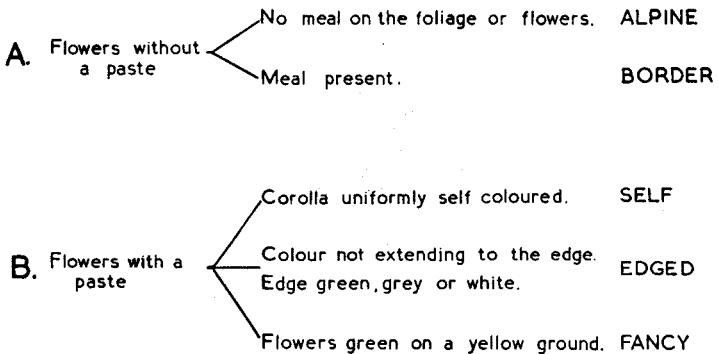 No meal on the foliage or flowers. ALPINE
A. Flowers without
a paste
Meal present. BORDER
Corolla uniformly self coloured. SELF
B. Flowers with a
paste
Colour not extending to the edge.
Edge green, grey or white. EDGED
Flowers green on a yellow ground. FANCY